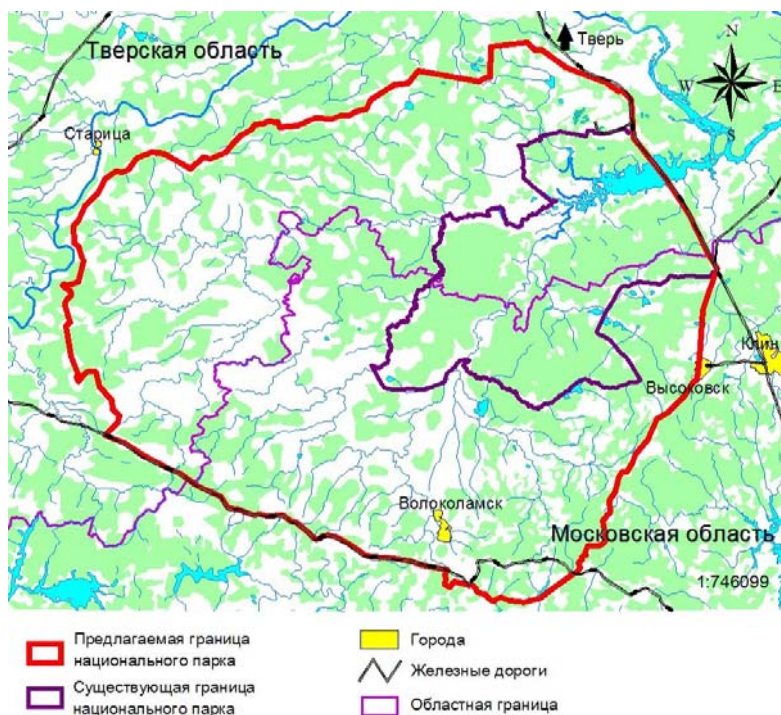 Тверская область
Тверь
N
W
E
S
Старица
Клин
Высоковск
Волоколамск
Московская область
1:746099
Предлагаемая граница
национального парка
Существующая граница
национального парка
Города
Железные дороги
Областная граница